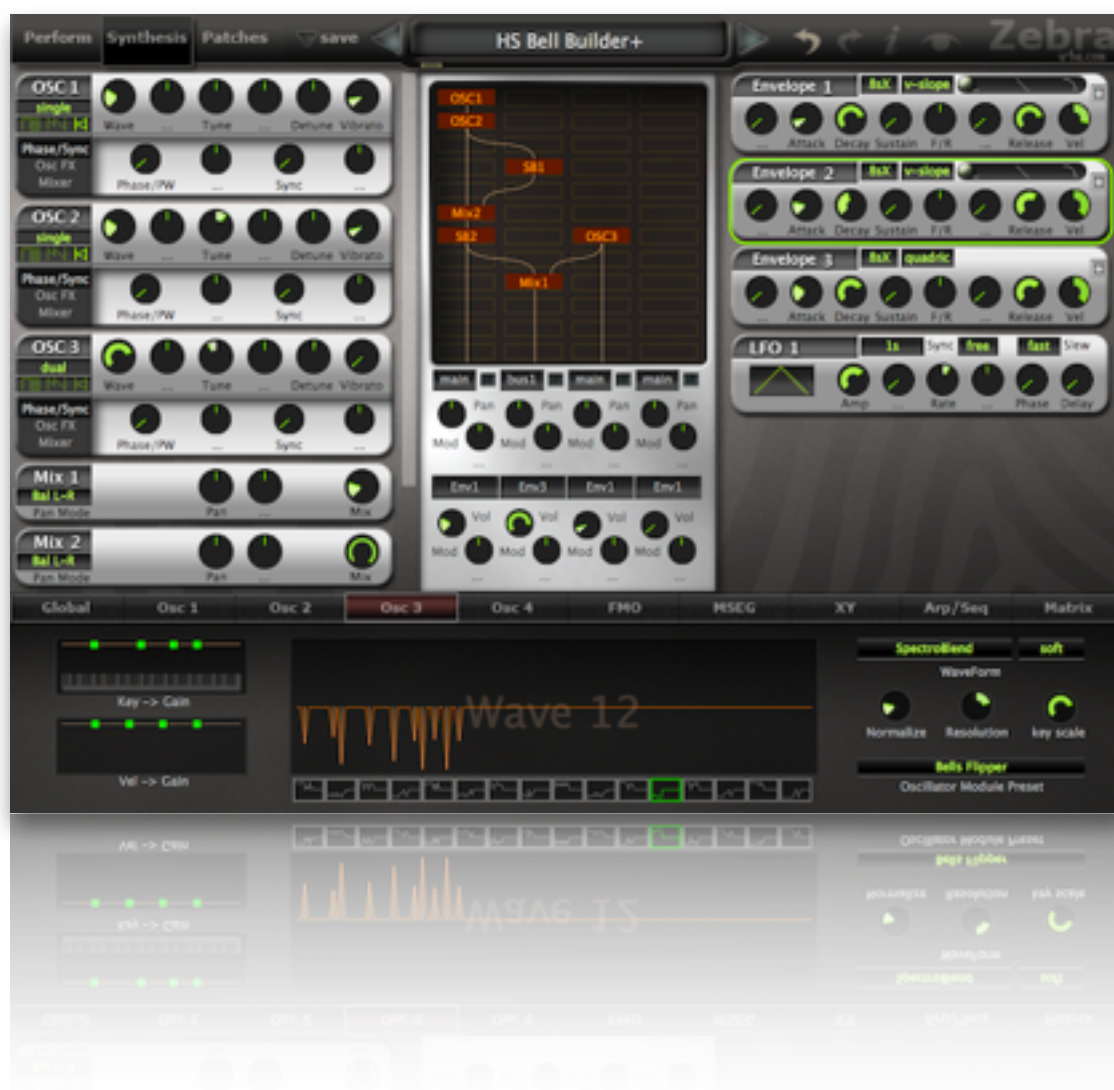 Perform Synthesis Patches save HS Bell Builder+ Zebra
u-he.com
OSC 1
single
Wave ... Tune ... Detune Vibrato
Phase/Sync
Osc FX
Mixer
Phase/PW ... Sync ...
OSC 2
single
Wave ... Tune ... Detune Vibrato
Phase/Sync
Osc FX
Mixer
Phase/PW ... Sync ...
OSC 3
dual
Wave ... Tune ... Detune Vibrato
Phase/Sync
Osc FX
Mixer
Phase/PW ... Sync ...
Mix 1
Bal L-R
Pan Mode Pan ... Mix
Mix 2
Bal L-R
Pan Mode Pan ... Mix
OSC1
OSC2
SB1
Mix2
SB2 OSC3
Mix1
main bus1 main main
Pan Pan Pan Pan
Mod Mod Mod Mod
... ... ... ...
Env1 Env3 Env1 Env1
Vol Vol Vol Vol
Mod Mod Mod Mod
... ... ... ...
Envelope 1 8sX v-slope
... Attack Decay Sustain F/R ... Release Vel
Envelope 2 8sX v-slope
... Attack Decay Sustain F/R ... Release Vel
Envelope 3 8sX quadric
... Attack Decay Sustain F/R ... Release Vel
LFO 1 1s Sync free fast Slew
Amp ... Rate ... Phase Delay
Global Osc 1 Osc 2 Osc 3 Osc 4 FMO MSEG XY Arp/Seq Matrix
Key -> Gain
Vel -> Gain
Wave 12
SpectroBlend soft
WaveForm
Normalize Resolution key scale
Bells Flipper
Oscillator Module Preset